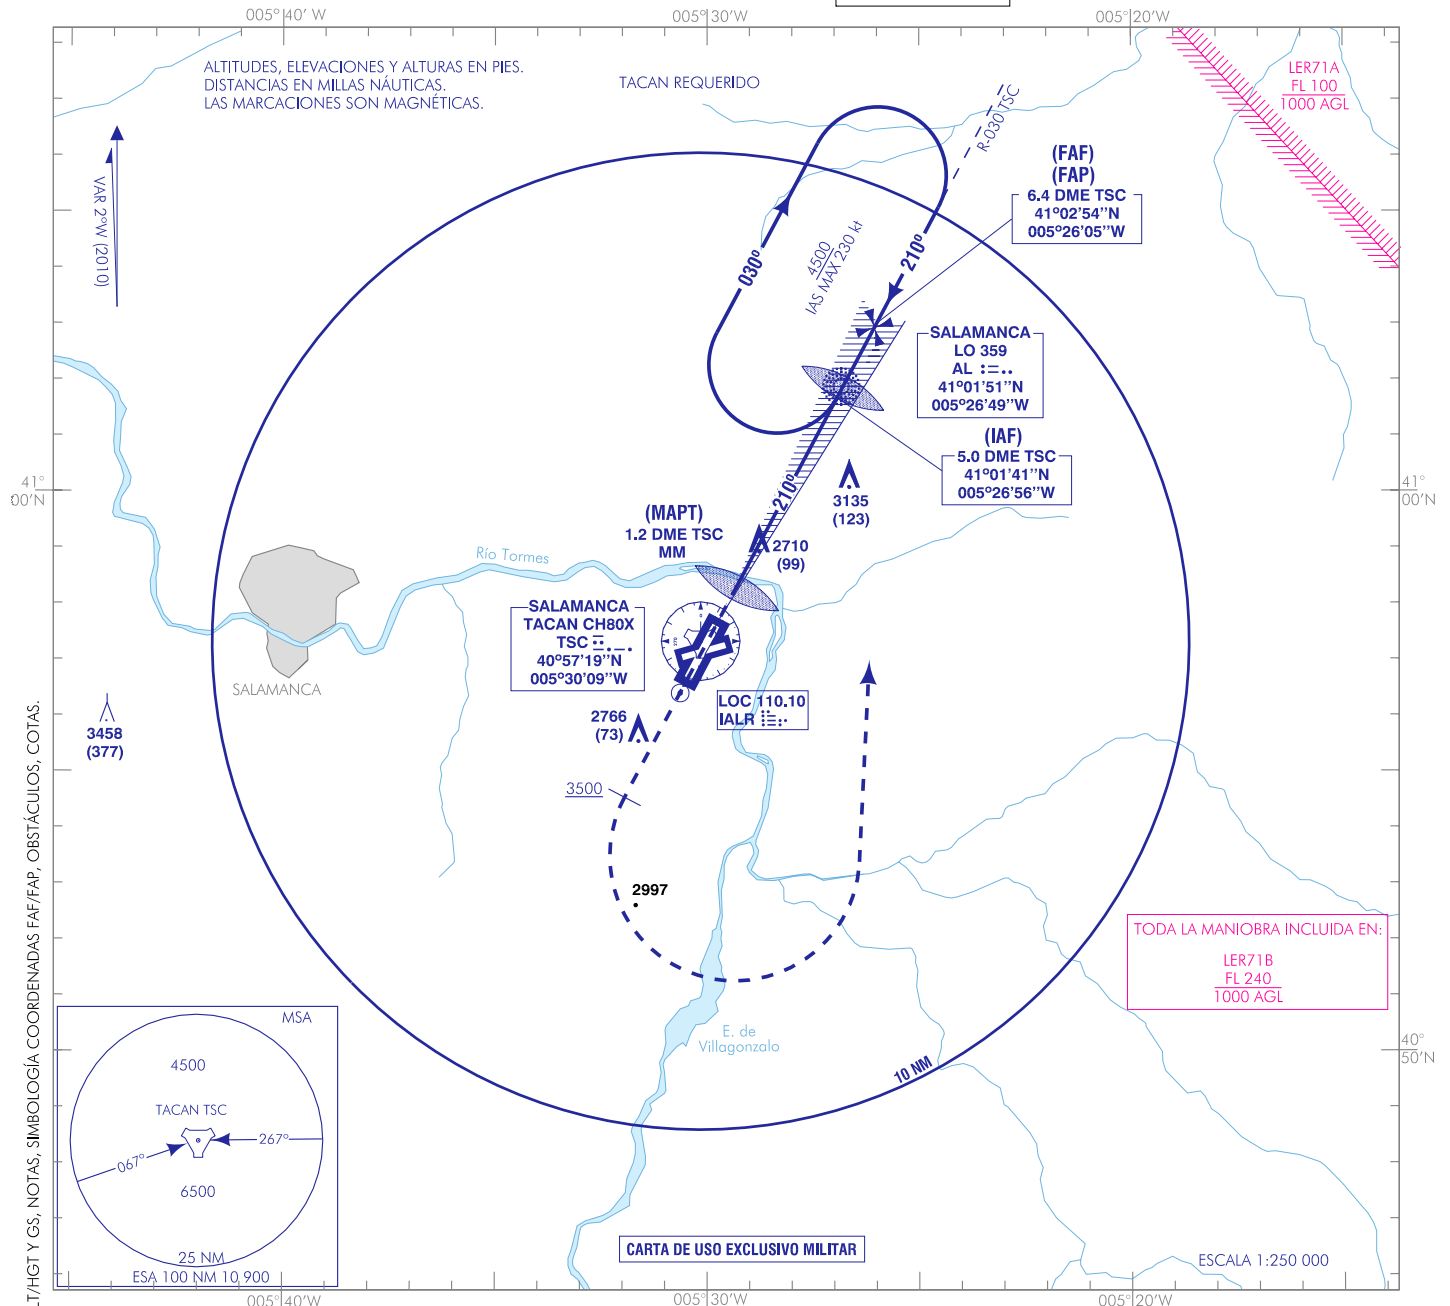 005°40'W
005°30'W
005°20'W
ALTITUDES, ELEVACIONES Y ALTURAS EN PIES.
DISTANCIAS EN MILLAS NÁUTICAS.
LAS MARCACIONES SON MAGNÉTICAS.
TACAN REQUERIDO
LER71A
FL 100
1000 AGL
R-030 TSC
VAR 2°W (2010)
(FAF)
(FAP)
6.4 DME TSC
41°02'54''N
005°26'05''W
030°
4500
IAS MAX 230 kt
210°
SALAMANCA
LO 359
AL
41°01'51''N
005°26'49''W
(IAF)
5.0 DME TSC
41°01'41''N
005°26'56''W
41°
00'N
41°
00'N
210°
3135
(123)
(MAPT)
1.2 DME TSC
MM
2710
(99)
Río Tormes
SALAMANCA
TACAN CH80X
TSC
40°57'19''N
005°30'09''W
SALAMANCA
LOC 110.10
IALR
3458
(377)
2766
(73)
3500
2997
TODA LA MANIOBRA INCLUIDA EN:
LER71B
FL 240
1000 AGL
E. de
Villagonzalo
10 NM
40°
50'N
MSA
4500
TACAN TSC
067°
267°
6500
25 NM
ESA 100 NM 10,900
CARTA DE USO EXCLUSIVO MILITAR
ESCALA 1:250 000
005°40'W
005°30'W
005°20'W
LT/HGT Y GS, NOTAS, SIMBOLOGÍA COORDENADAS FAF/FAP, OBSTÁCULOS, COTAS.